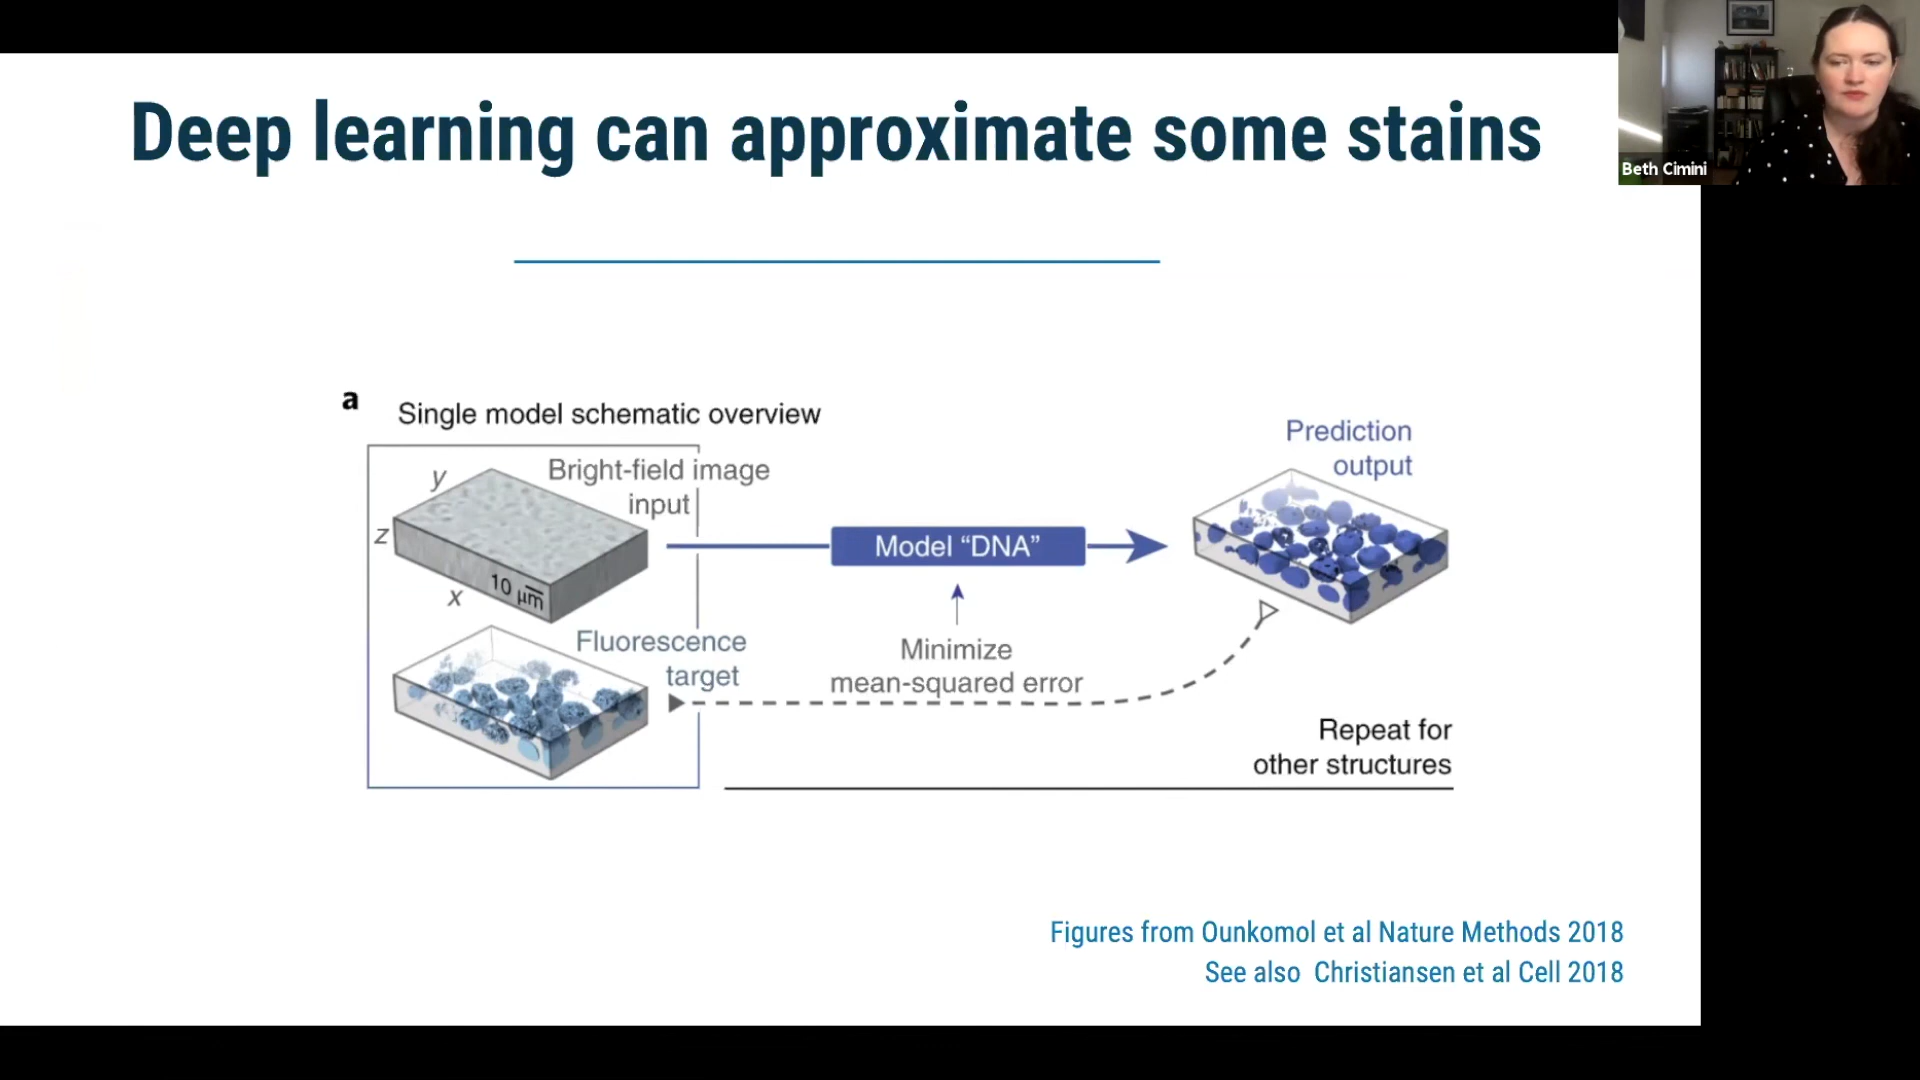 Deep learning can approximate some stains
Beth Cimini
a
Single model schematic overview
y
z
x
10 µm
Bright-field image
input
Model “DNA”
Prediction
output
Fluorescence
target
Minimize
mean-squared error
Repeat for
other structures
Figures from Ounkomol et al Nature Methods 2018
See also Christiansen et al Cell 2018